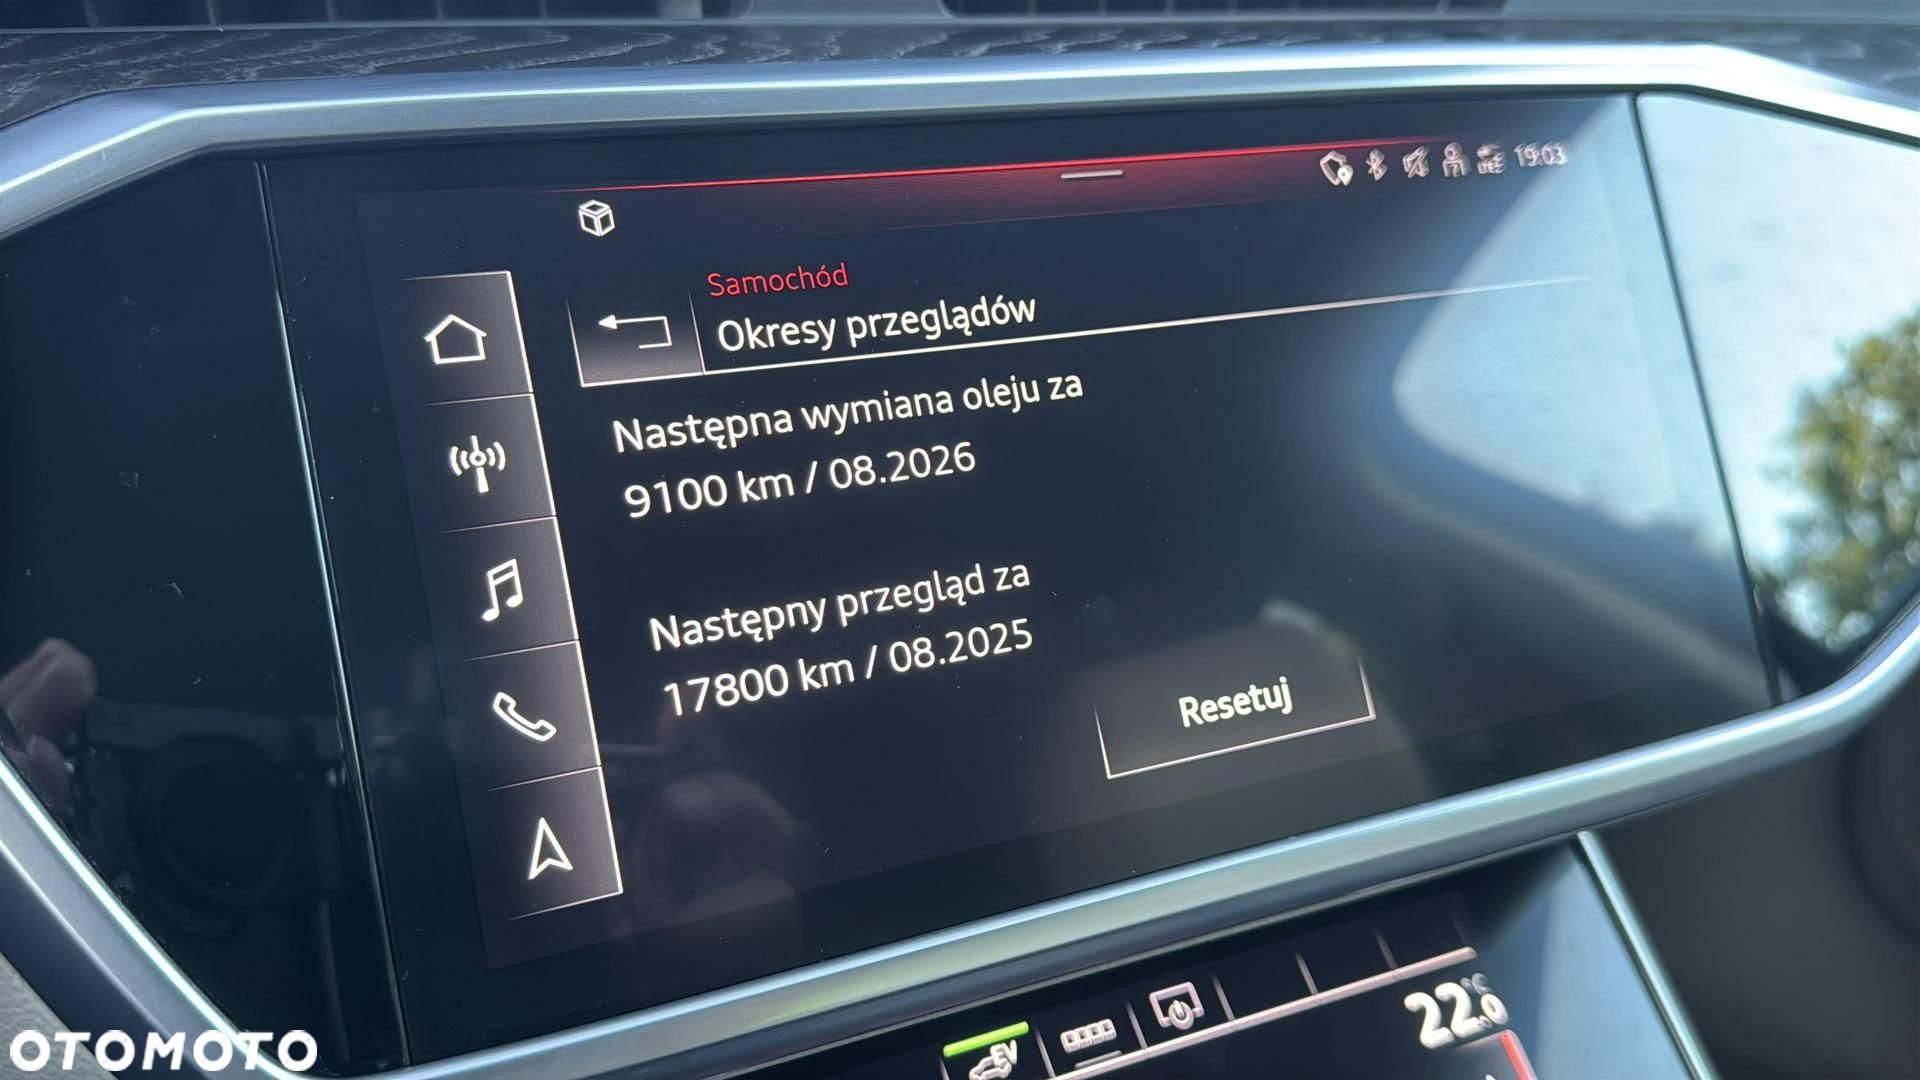 19:03
Samochód
Okresy przeglądów
Następna wymiana oleju za
9100 km / 08.2026
Następny przegląd za
17800 km / 08.2025
Resetuj
22.0 °C
EV
OTOMOTO